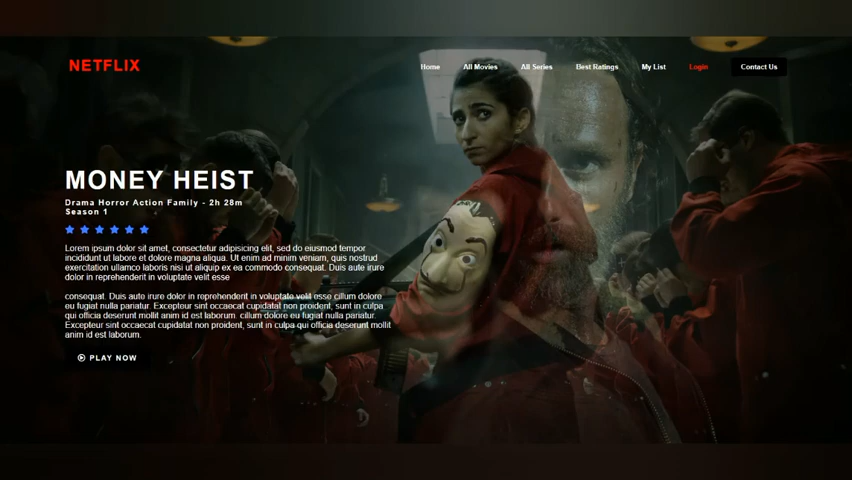 NETFLIX
Home All Movies All Series Best Ratings My List Login Contact Us
MONEY HEIST
Drama Horror Action Family - 2h 28m
Season 1
Lorem ipsum dolor sit amet, consectetur adipisicing elit, sed do eiusmod tempor
incididunt ut labore et dolore magna aliqua. Ut enim ad minim veniam, quis nostrud
exercitation ullamco laboris nisi ut aliquip ex ea commodo consequat. Duis aute irure
dolor in reprehenderit in voluptate velit esse
consequat. Duis aute irure dolor in reprehenderit in voluptate velit esse cillum dolore
eu fugiat nulla pariatur. Excepteur sint occaecat cupidatat non proident, sunt in culpa
qui officia deserunt mollit anim id est laborum. cillum dolore eu fugiat nulla pariatur.
Excepteur sint occaecat cupidatat non proident, sunt in culpa qui officia deserunt mollit
anim id est laborum.
PLAY NOW